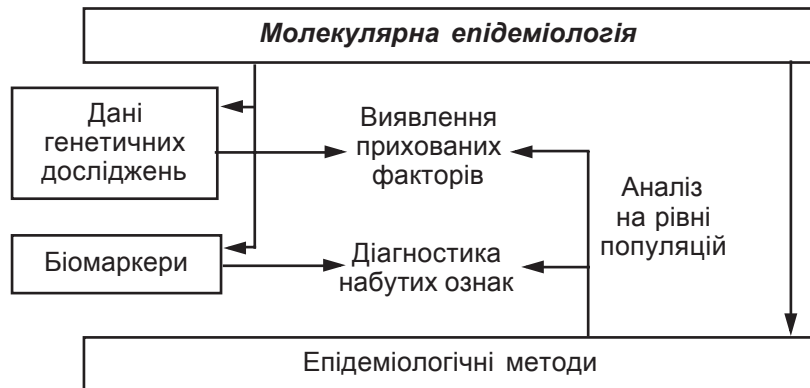 Молекулярна епідеміологія
Дані
генетичних
досліджень
Виявлення
прихованих
факторів
Аналіз
на рівні
популяцій
Біомаркери
Діагностика
набутих ознак
Епідеміологічні методи